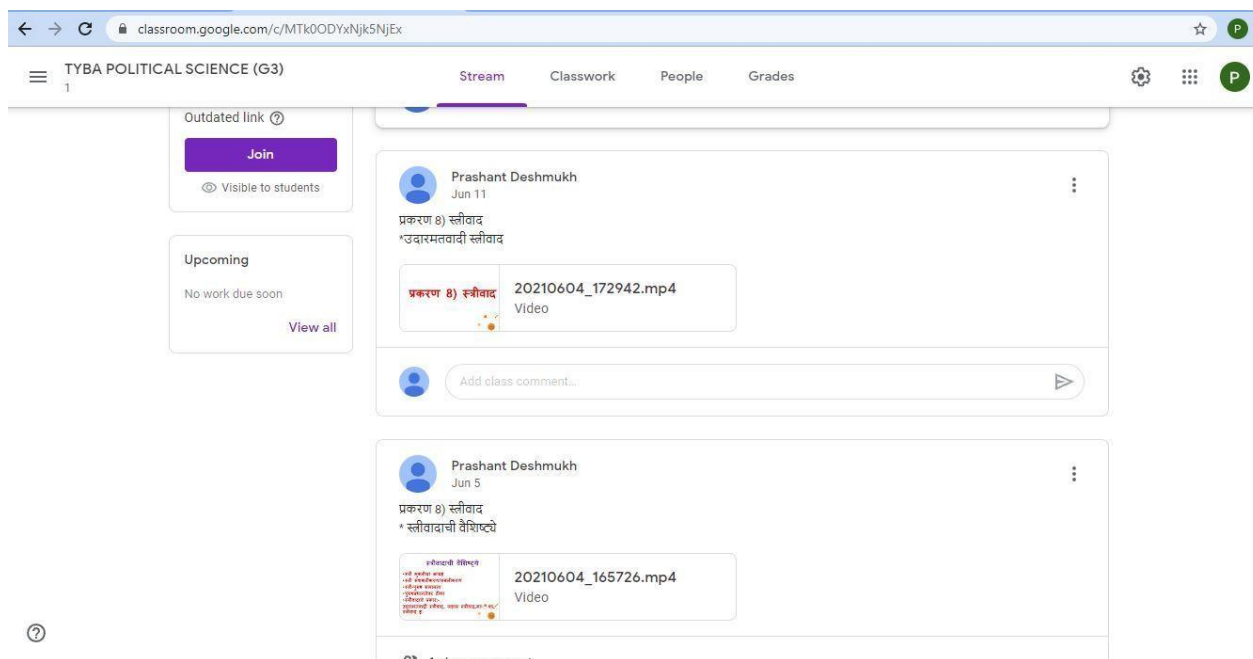 classroom.google.com/c/MTk0ODYxNjk5NjEx
P
TYBA POLITICAL SCIENCE (G3)
1
Stream
Classwork
People
Grades
P
Outdated link
Join
Visible to students
Upcoming
No work due soon
View all
Prashant Deshmukh
Jun 11
प्रकरण 8) स्त्रीवाद
*उदारमतवादी स्त्रीवाद
प्रकरण 8) स्त्रीवाद
20210604_172942.mp4
Video
Add class comment...
Prashant Deshmukh
Jun 5
प्रकरण 8) स्त्रीवाद
* स्त्रीवादाची वैशिष्ट्ये
स्त्रीवादाची वैशिष्ट्ये
20210604_165726.mp4
Video